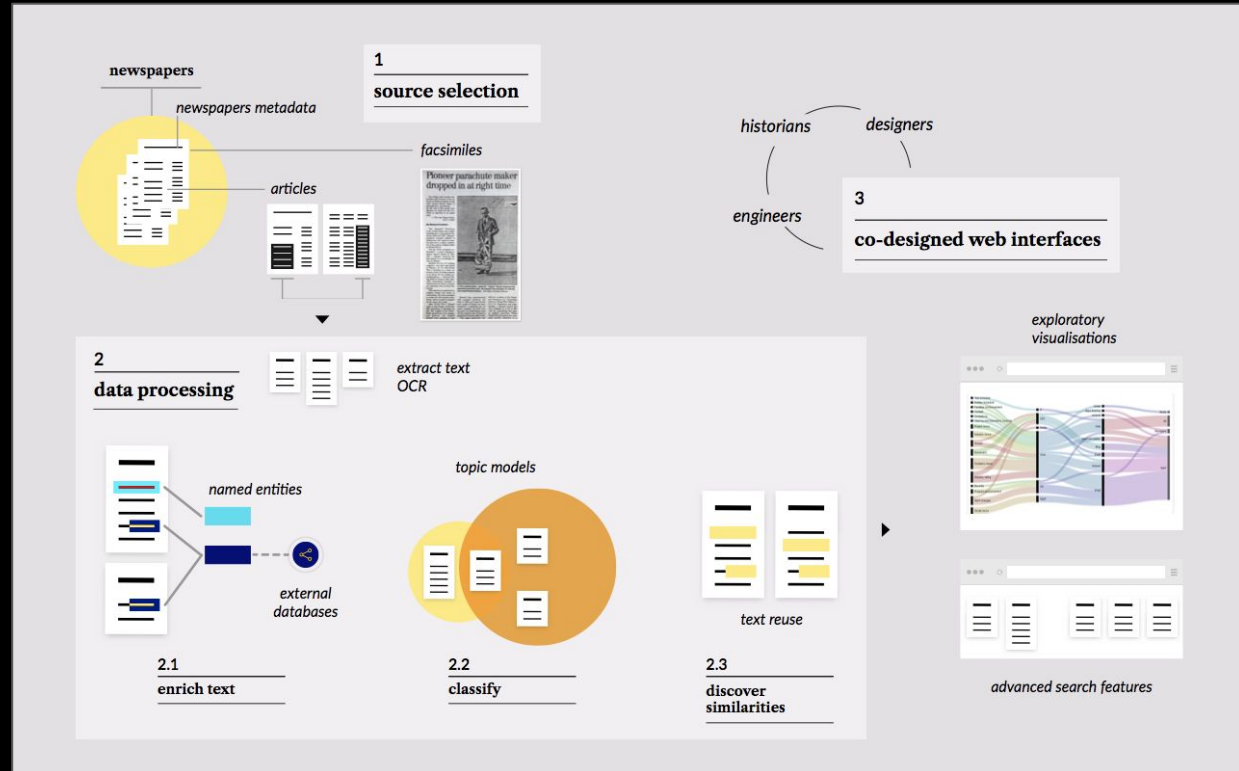 newspapers
newspapers metadata
articles
1
source selection
facsimiles
Pioneer parachute maker
dropped in at right time
historians
designers
engineers
3
co-designed web interfaces
2
data processing
extract text
OCR
named entities
external
databases
2.1
enrich text
topic models
2.2
classify
text reuse
2.3
discover
similarities
exploratory
visualisations
advanced search features